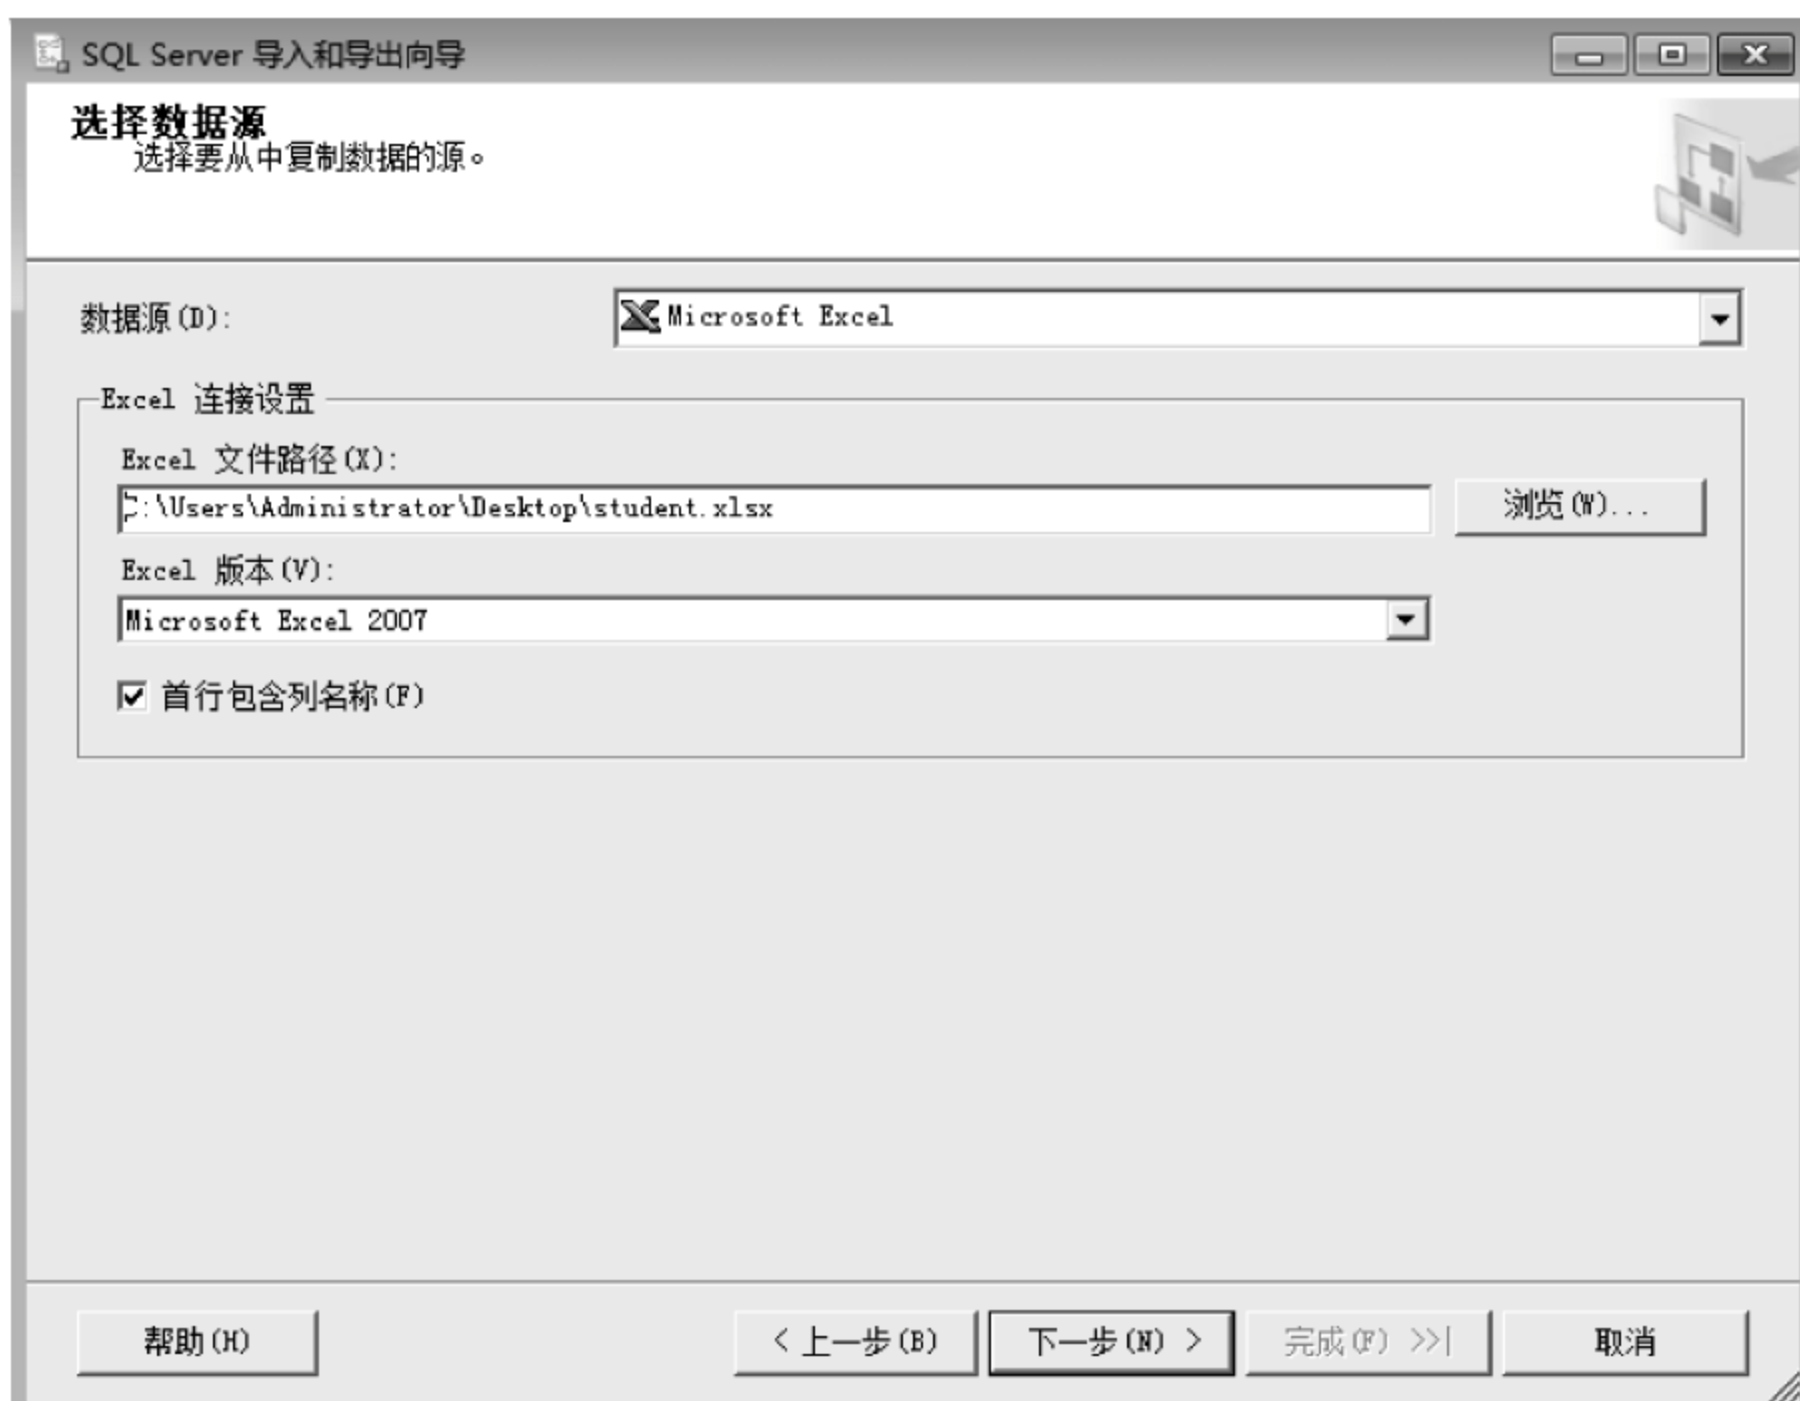 SQL Server 导入和导出向导
选择数据源
选择要从中复制数据的源。
数据源(D):
Microsoft Excel
Excel 连接设置
Excel 文件路径(X):
C:\Users\Administrator\Desktop\student.xlsx
浏览(W)...
Excel 版本(V):
Microsoft Excel 2007
首行包含列名称(F)
帮助(H)
< 上一步(B)
下一步(N) >
完成(F) >>|
取消